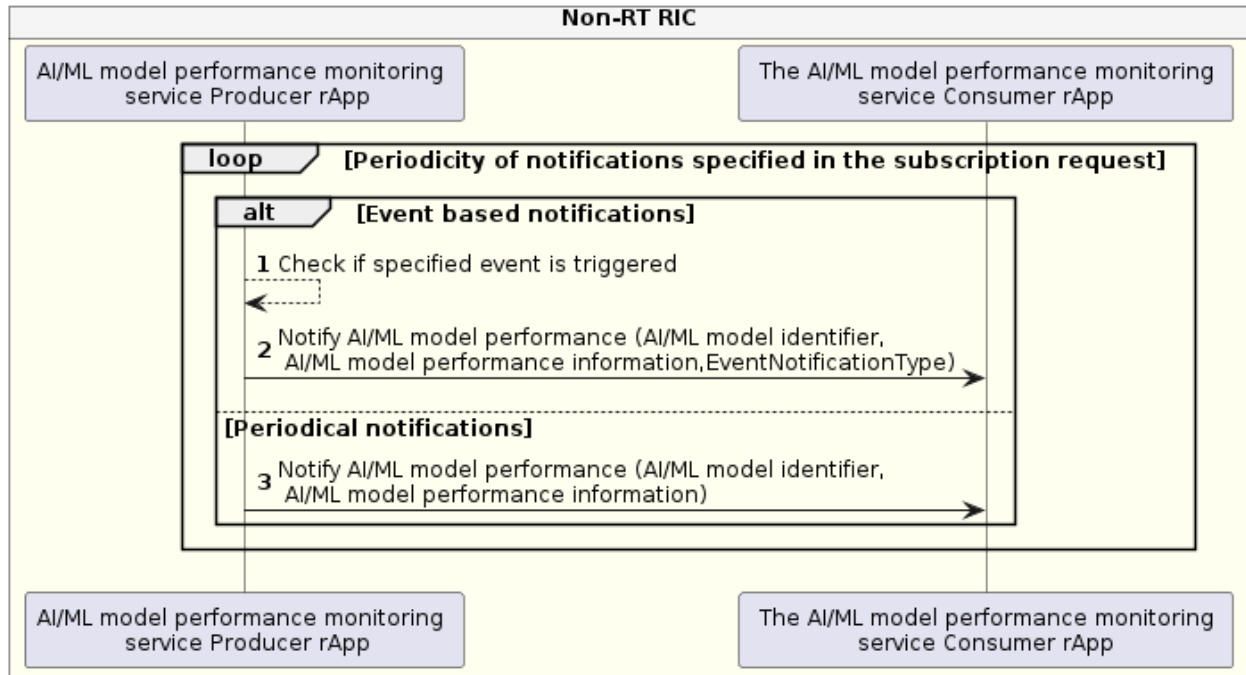 Non-RT RIC
AI/ML model performance monitoring
service Producer rApp
The AI/ML model performance monitoring
service Consumer rApp
loop [Periodicity of notifications specified in the subscription request]
alt [Event based notifications]
1 Check if specified event is triggered
2 Notify AI/ML model performance (AI/ML model identifier,
AI/ML model performance information,EventNotificationType)
[Periodical notifications]
3 Notify AI/ML model performance (AI/ML model identifier,
AI/ML model performance information)
AI/ML model performance monitoring
service Producer rApp
The AI/ML model performance monitoring
service Consumer rApp